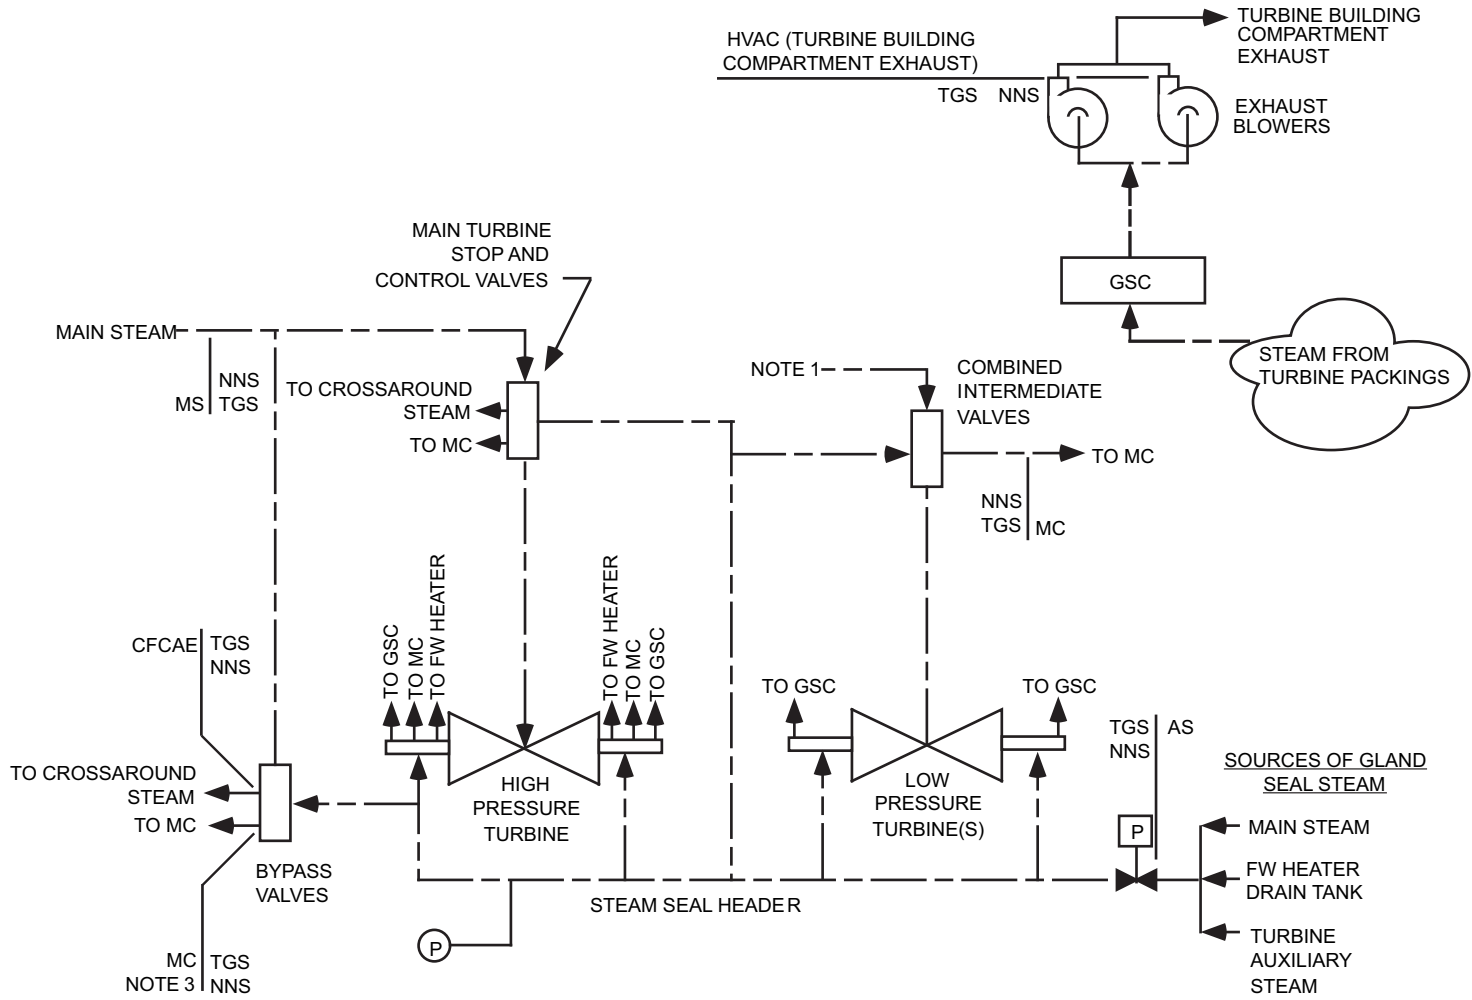 TURBINE BUILDING
COMPARTMENT
EXHAUST
HVAC (TURBINE BUILDING
COMPARTMENT EXHAUST)
TGS NNS
EXHAUST
BLOWERS
MAIN TURBINE
STOP AND
CONTROL VALVES
GSC
STEAM FROM
TURBINE PACKINGS
MAIN STEAM
NNS
MS TGS
TO CROSSAROUND
STEAM
TO MC
NOTE 1
COMBINED
INTERMEDIATE
VALVES
TO MC
NNS
TGS MC
CFCAE TGS
NNS
TO GSC
TO MC
TO FW HEATER
TO FW HEATER
TO MC
TO GSC
TO GSC
TO GSC
TGS AS
NNS
SOURCES OF GLAND
SEAL STEAM
TO CROSSAROUND
STEAM
TO MC
BYPASS
VALVES
HIGH
PRESSURE
TURBINE
LOW
PRESSURE
TURBINE(S)
P
MAIN STEAM
FW HEATER
DRAIN TANK
TURBINE
AUXILIARY
STEAM
STEAM SEAL HEADER
P
MC TGS
NOTE 3 NNS